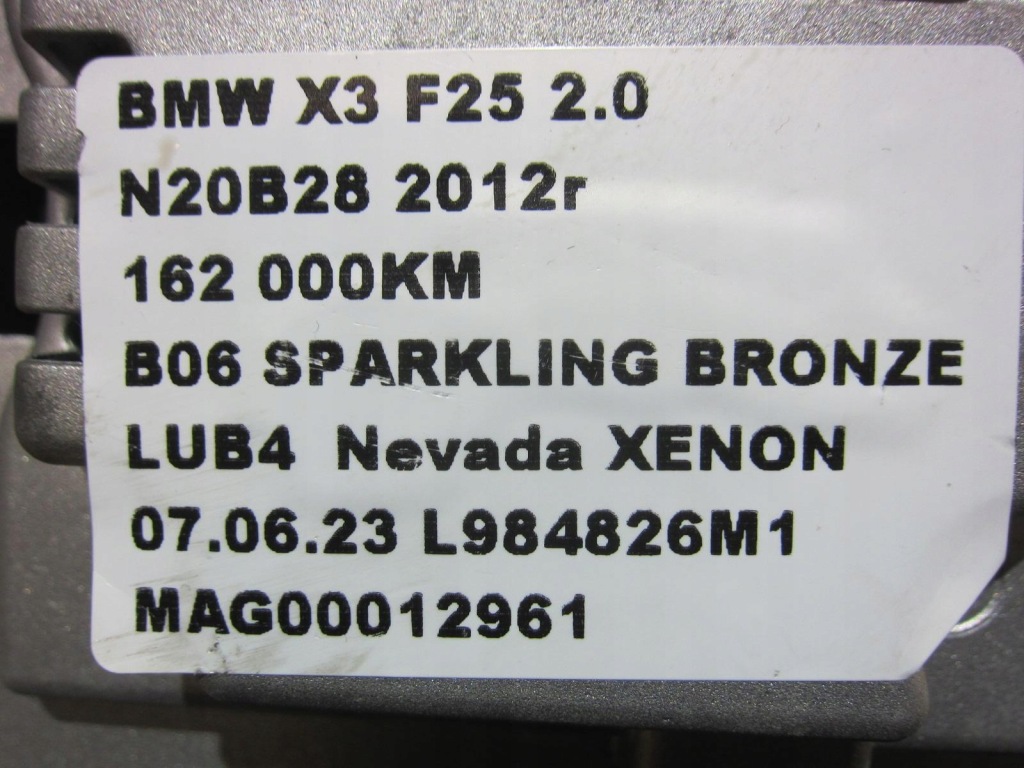 BMW X3 F25 2.0
N20B28 2012r
162 000KM
B06 SPARKLING BRONZE
LUB4 Nevada XENON
07.06.23 L984826M1
MAG00012961